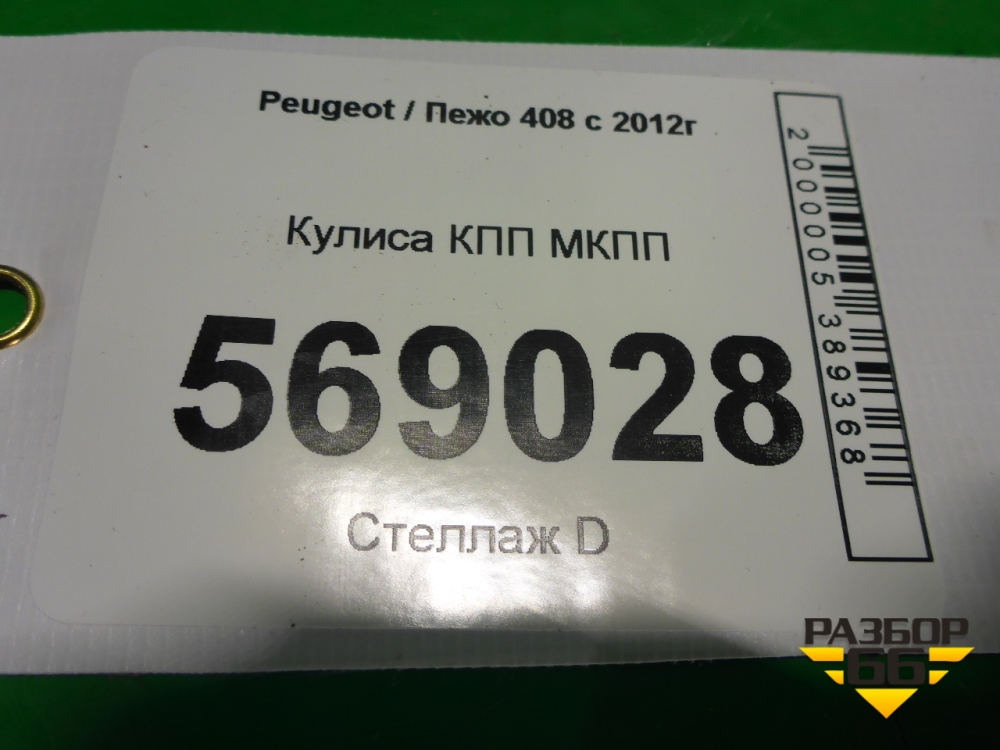 Peugeot / Пежо 408 с 2012г
Кулиса КПП МКПП
569028
Стеллаж D
2000005389368
РАЗБОР
66